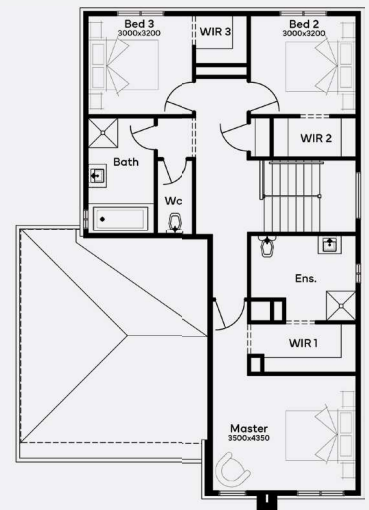 Bed 3
3000x3200
WIR 3
Bed 2
3000x3200
WIR 2
Bath
Wc
Ens.
WIR 1
Master
3500x4350